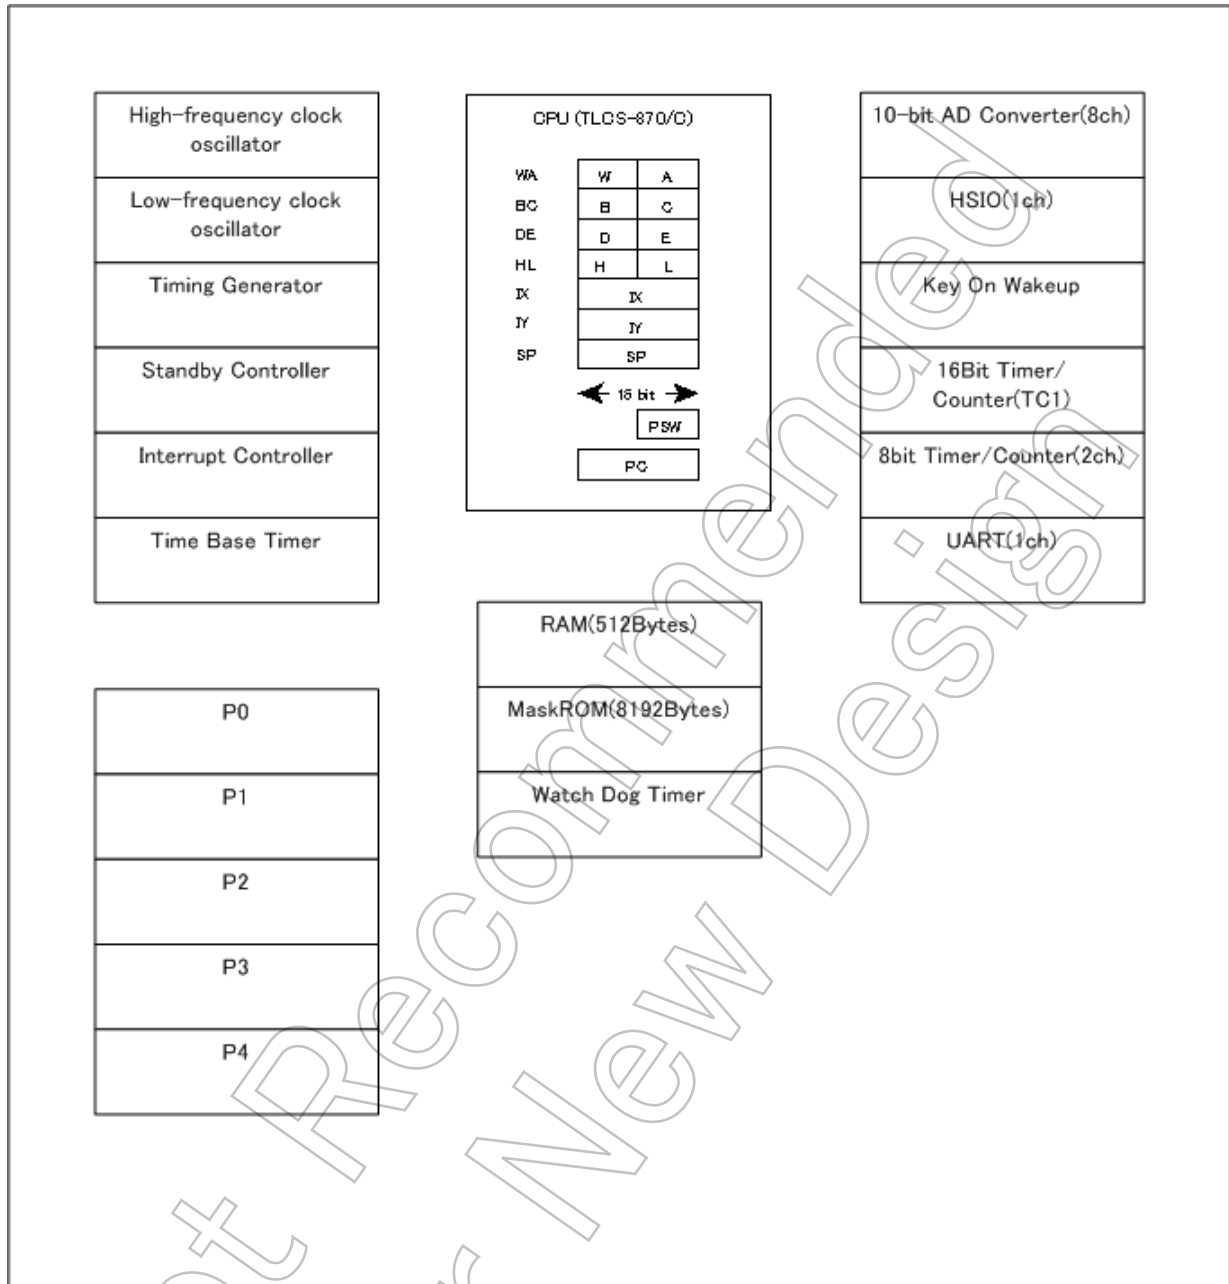 High-frequency clock
oscillator
Low-frequency clock
oscillator
Timing Generator
Standby Controller
Interrupt Controller
Time Base Timer
CPU (TLCS-870/C)
WA W A
BC B C
DE D E
HL H L
IX IX
IY IY
SP SP
16 bit
PSW
PC
10-bit AD Converter(8ch)
HSIO(1ch)
Key On Wakeup
16Bit Timer/
Counter(TC1)
8bit Timer/Counter(2ch)
UART(1ch)
RAM(512Bytes)
MaskROM(8192Bytes)
Watch Dog Timer
P0
P1
P2
P3
P4
Recommended
New Design